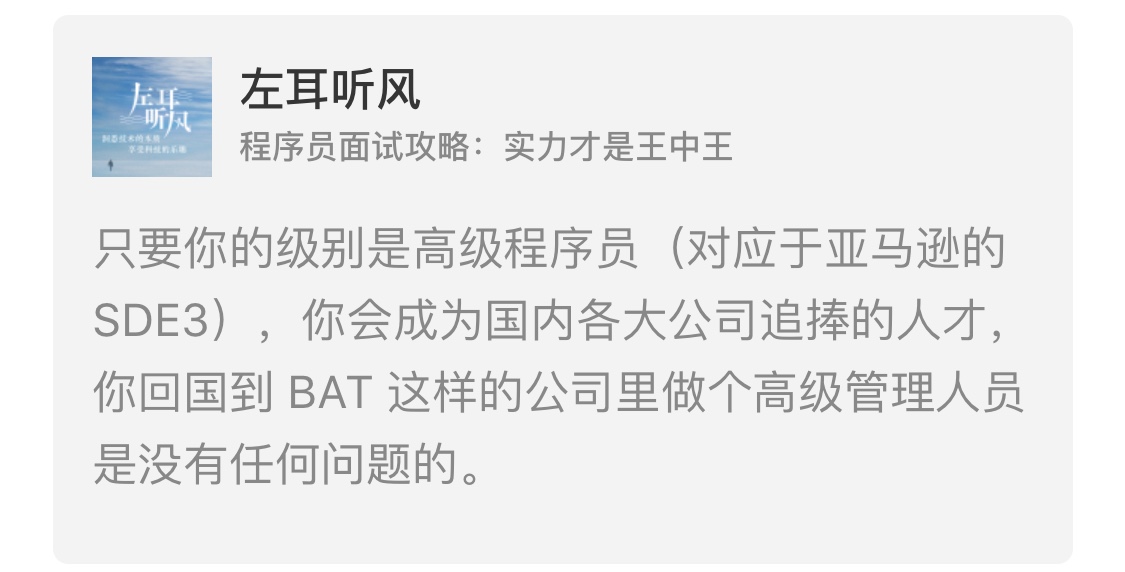 左耳
听风
洞悉技术的本质
享受科技的乐趣
左耳听风
程序员面试攻略：实力才是王中王
只要你的级别是高级程序员（对应于亚马逊的
SDE3），你会成为国内各大公司追捧的人才，
你回国到 BAT 这样的公司里做个高级管理人员
是没有任何问题的。